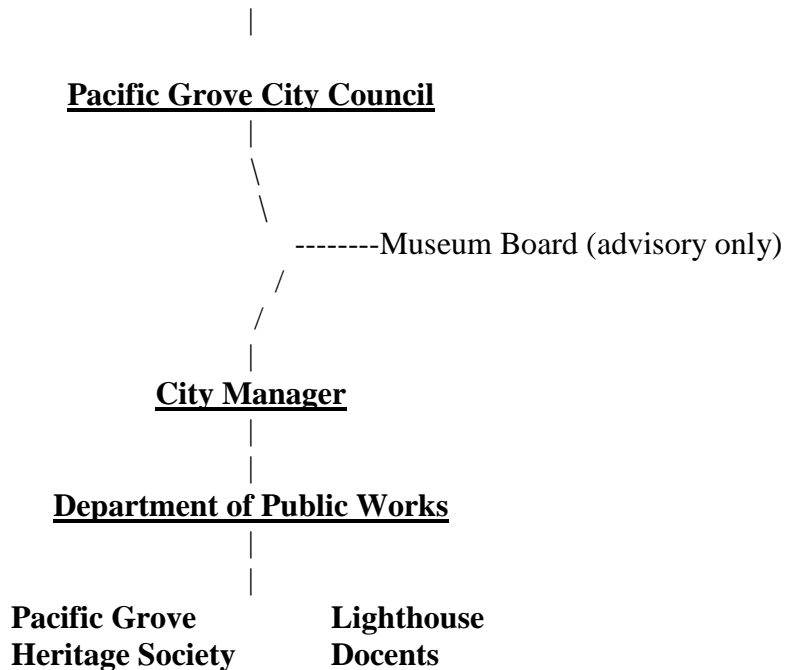 |
Pacific Grove City Council
|
\
\
--------Museum Board (advisory only)
/
/
|
City Manager
|
|
Department of Public Works
|
|
Pacific Grove Lighthouse
Heritage Society Docents